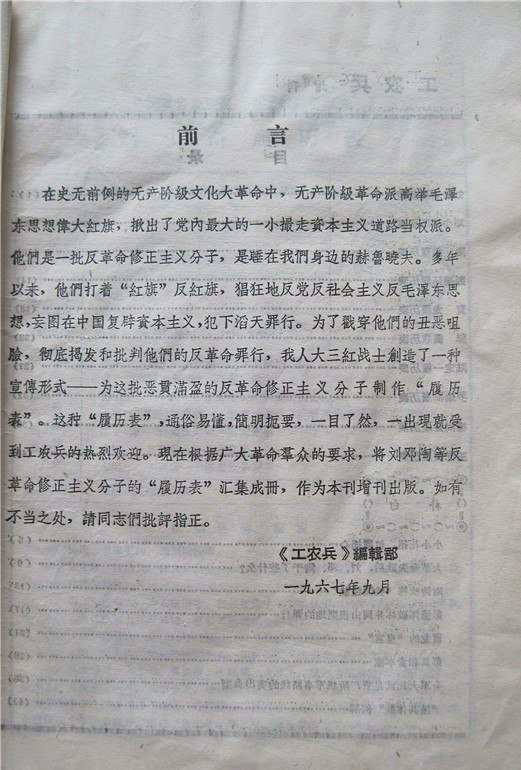 前言
在史无前例的无产阶級文化大革命中，无产阶級革命派高举毛澤
东思想偉大紅旗，揪出了党內最大的一小撮走資本主义道路当权派。
他們是一批反革命修正主义分子，是睡在我們身边的赫魯曉夫。多年
以来，他們打着“紅旗”反紅旗，猖狂地反党反社会主义反毛澤东思
想，妄图在中国复辟資本主义，犯下滔天罪行。为了戳穿他們的丑恶咀
臉，彻底揭发和批判他們的反革命罪行，我人大三紅战士創造了一种
宣傳形式——为这批恶貫滿盈的反革命修正主义分子制作“履历
表”。这种“履历表”，通俗易懂，簡明扼要，一目了然，一出現就受
到工农兵的热烈欢迎。現在根据广大革命羣众的要求，将刘邓陶等反
革命修正主义分子的“履历表”汇集成冊，作为本刊增刊出版。如有
不当之处，請同志們批評指正。
《工农兵》編輯部
一九六七年九月